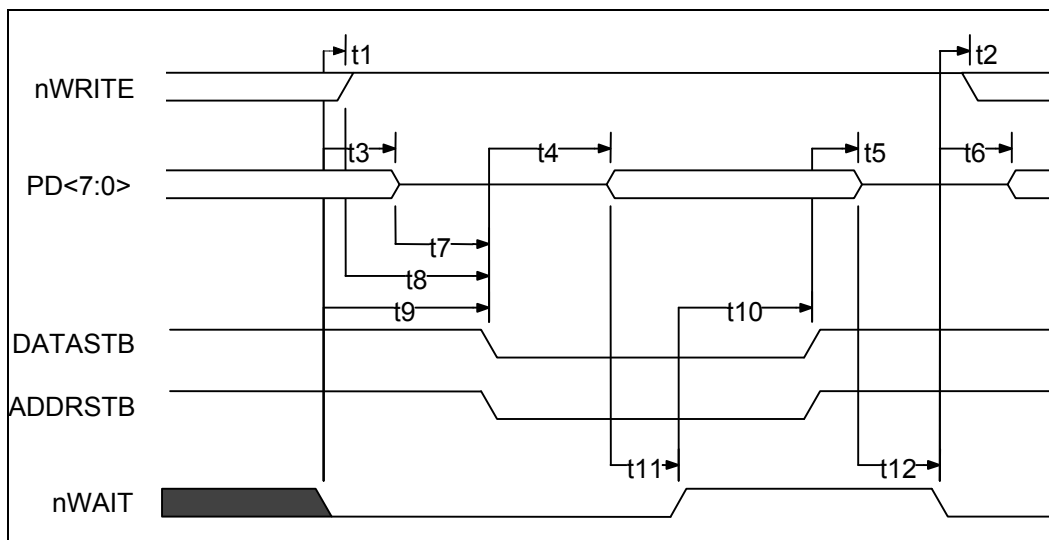 t1
t2
nWRITE
t3
t4
t5
t6
PD<7:0>
t7
t8
t9
t10
DATASTB
ADDRSTB
t11
t12
nWAIT